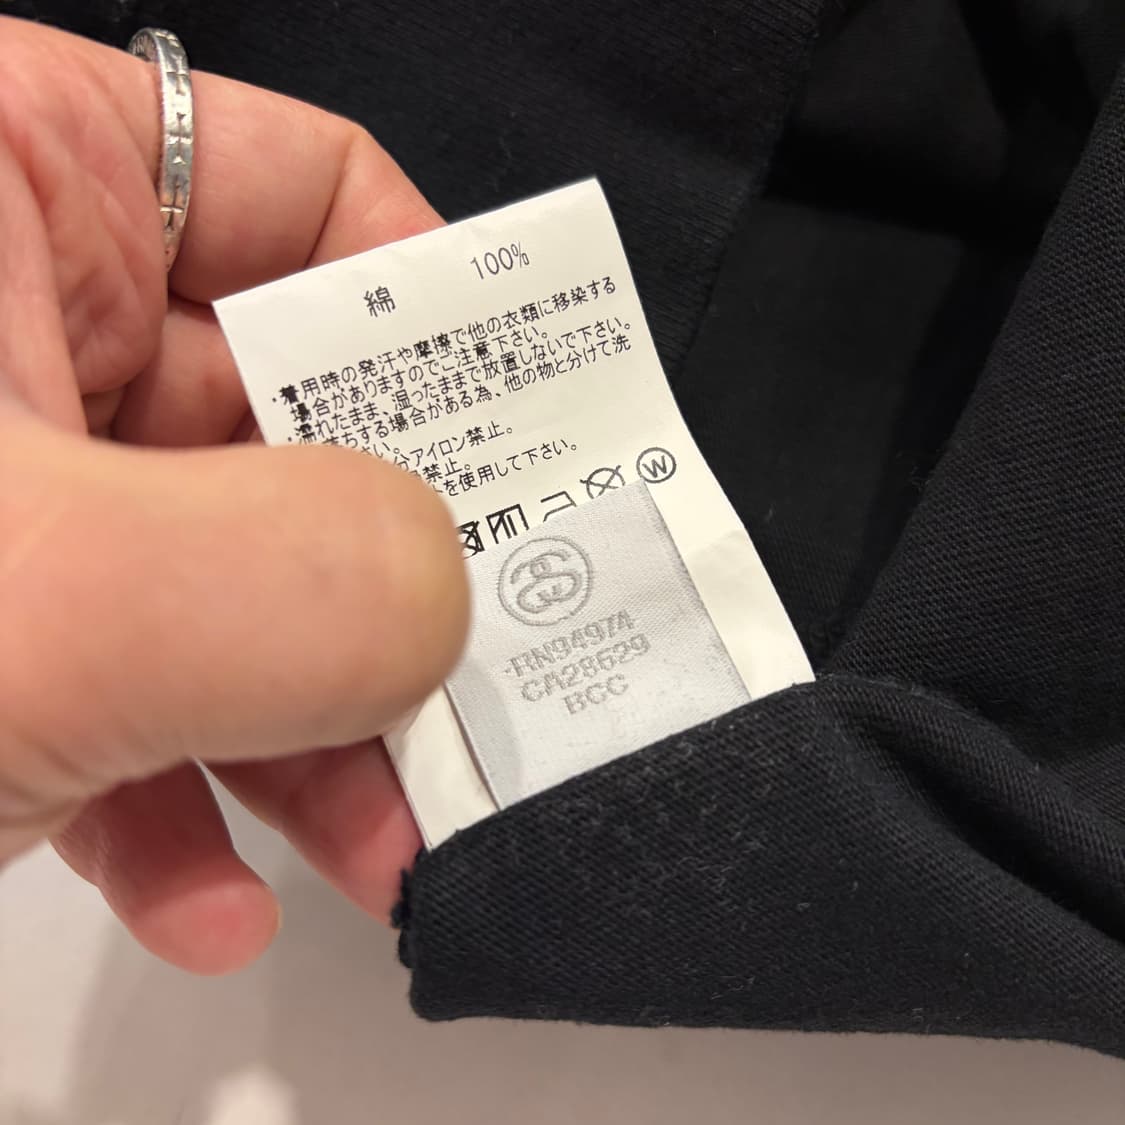 綿 100%
・着用時の発汗や摩擦で他の衣類に移染する
場合がありますのでご注意下さい。
・濡れたまま、湿ったままで放置しないで下さい。
落ちする場合がある為、他の物と分けて洗
さい。
アイロン禁止。
禁止。
を使用して下さい。
W
RN94974
CA28629
BCC